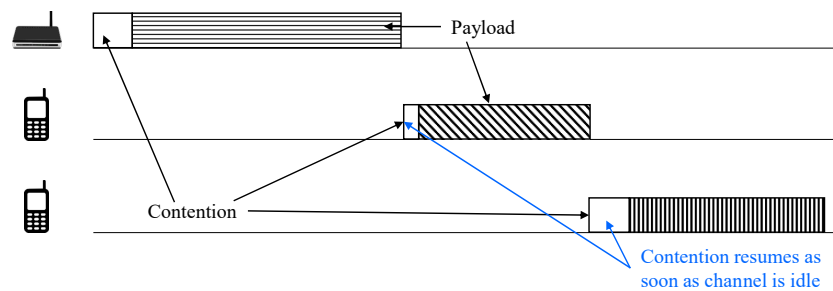 Payload
Contention
Contention resumes as
soon as channel is idle